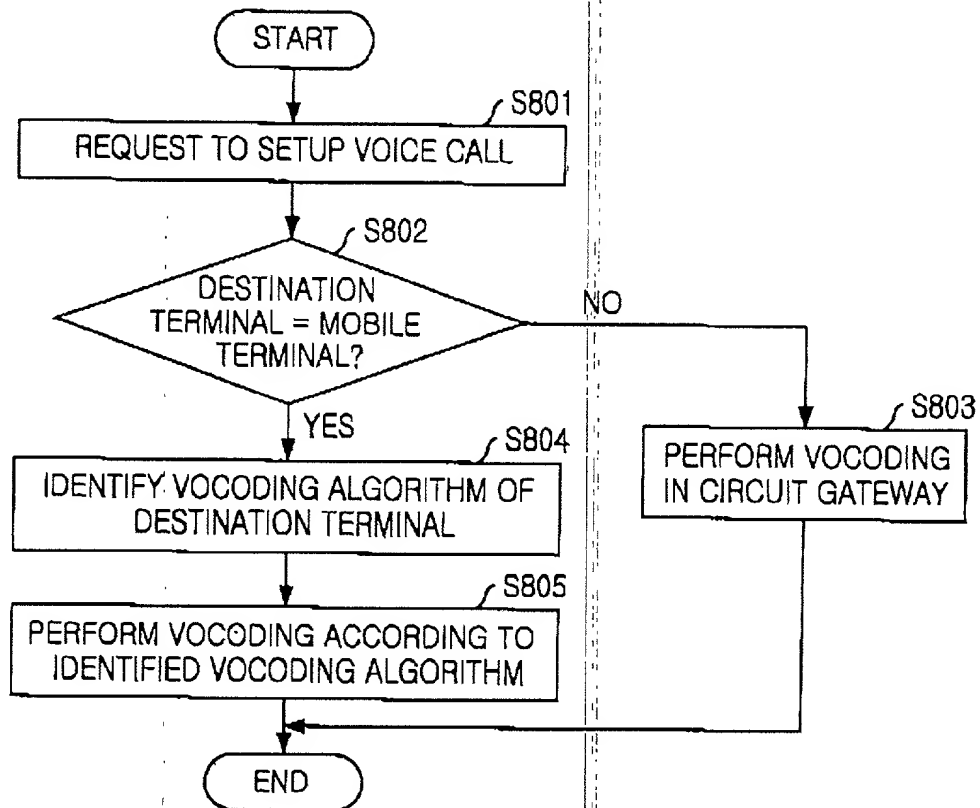 START
S801
REQUEST TO SETUP VOICE CALL
S802
DESTINATION
TERMINAL = MOBILE
TERMINAL?
NO
YES
S803
PERFORM VOCODING
IN CIRCUIT GATEWAY
S804
IDENTIFY VOCODING ALGORITHM OF
DESTINATION TERMINAL
S805
PERFORM VOCODING ACCORDING TO
IDENTIFIED VOCODING ALGORITHM
END